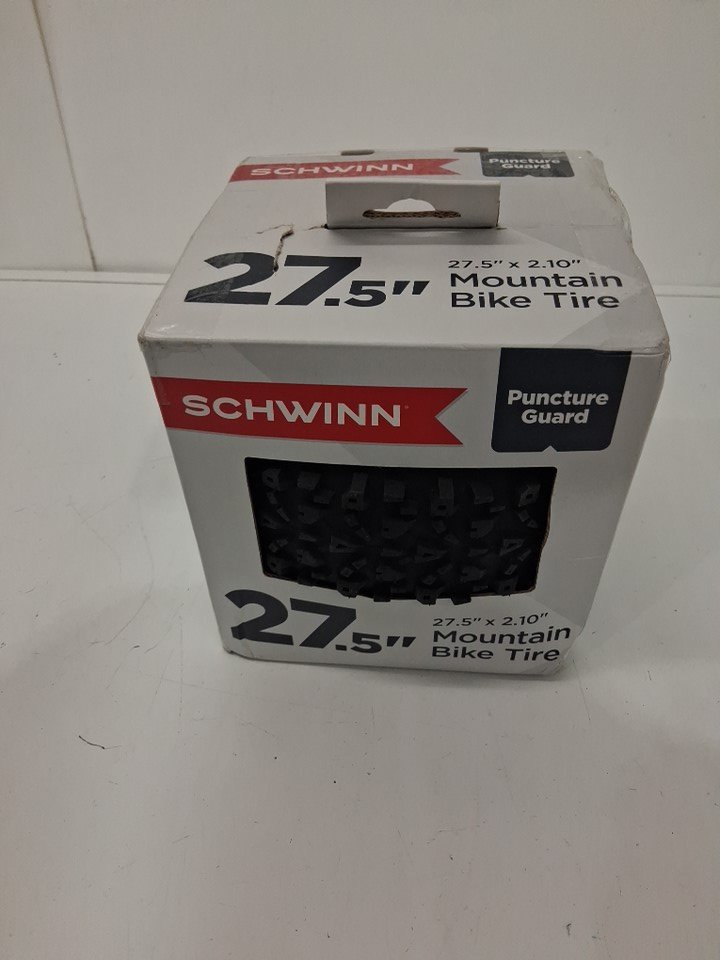 SCHWINN
Puncture
Guard
27.5"
27.5" x 2.10"
Mountain
Bike Tire
SCHWINN
Puncture
Guard
27.5"
27.5" x 2.10"
Mountain
Bike Tire